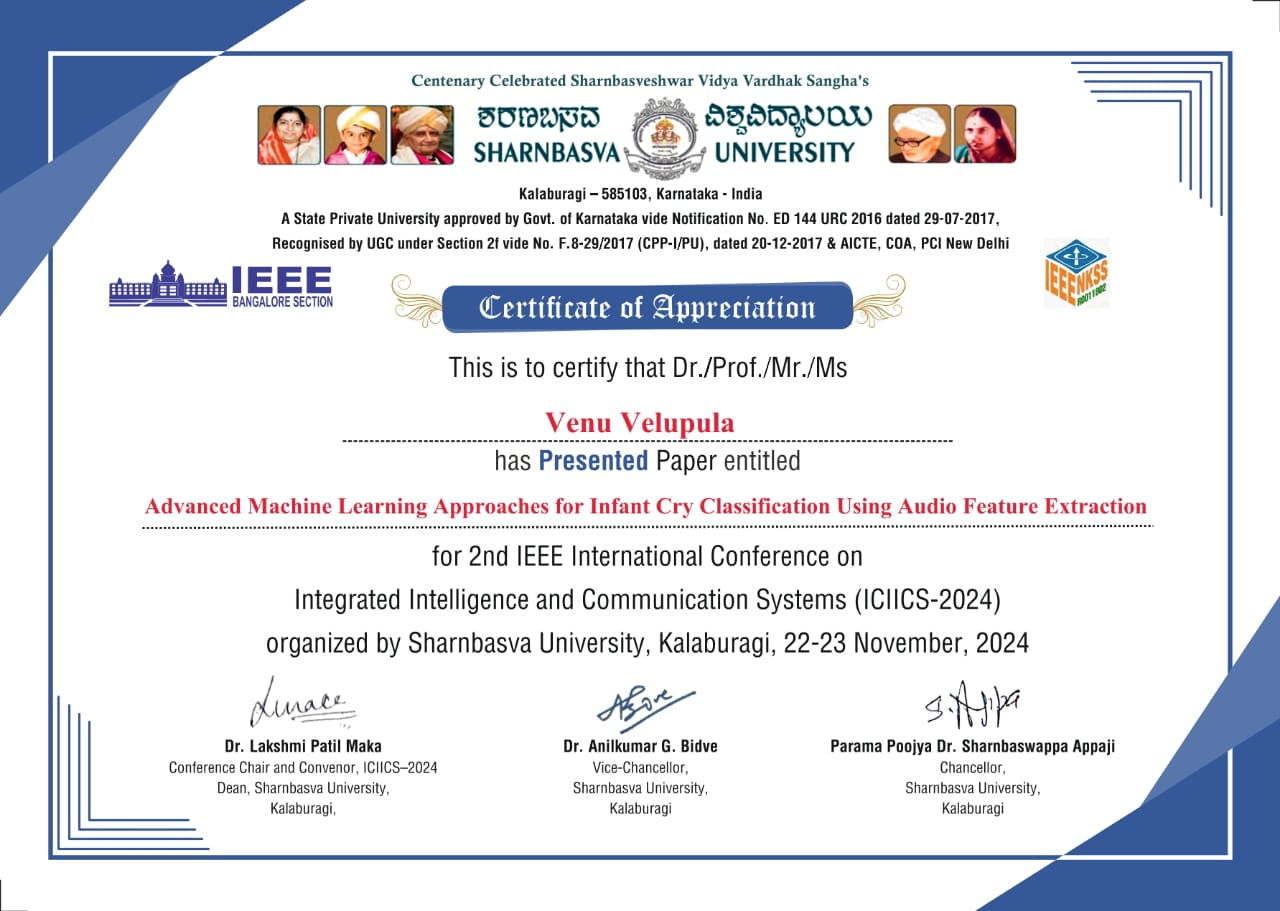 Centenary Celebrated Sharnbasveshwar Vidya Vardhak Sangha's
ಶರಣಬಸವ ವಿಶ್ವವಿದ್ಯಾಲಯ
SHARNBASVA UNIVERSITY
Kalaburagi – 585103, Karnataka - India
A State Private University approved by Govt. of Karnataka vide Notification No. ED 144 URC 2016 dated 29-07-2017,
Recognised by UGC under Section 2f vide No. F.8-29/2017 (CPP-I/PU), dated 20-12-2017 & AICTE, COA, PCI New Delhi
IEEE
BANGALORE SECTION
IEEE NKSS
R0011902
Certificate of Appreciation
This is to certify that Dr./Prof./Mr./Ms
Venu Velupula
has Presented Paper entitled
Advanced Machine Learning Approaches for Infant Cry Classification Using Audio Feature Extraction
for 2nd IEEE International Conference on
Integrated Intelligence and Communication Systems (ICIICS-2024)
organized by Sharnbasva University, Kalaburagi, 22-23 November, 2024
Dr. Lakshmi Patil Maka
Conference Chair and Convenor, ICIICS–2024
Dean, Sharnbasva University,
Kalaburagi,
Dr. Anilkumar G. Bidve
Vice-Chancellor,
Sharnbasva University,
Kalaburagi
S. Appa
Parama Poojya Dr. Sharnbaswappa Appaji
Chancellor,
Sharnbasva University,
Kalaburagi